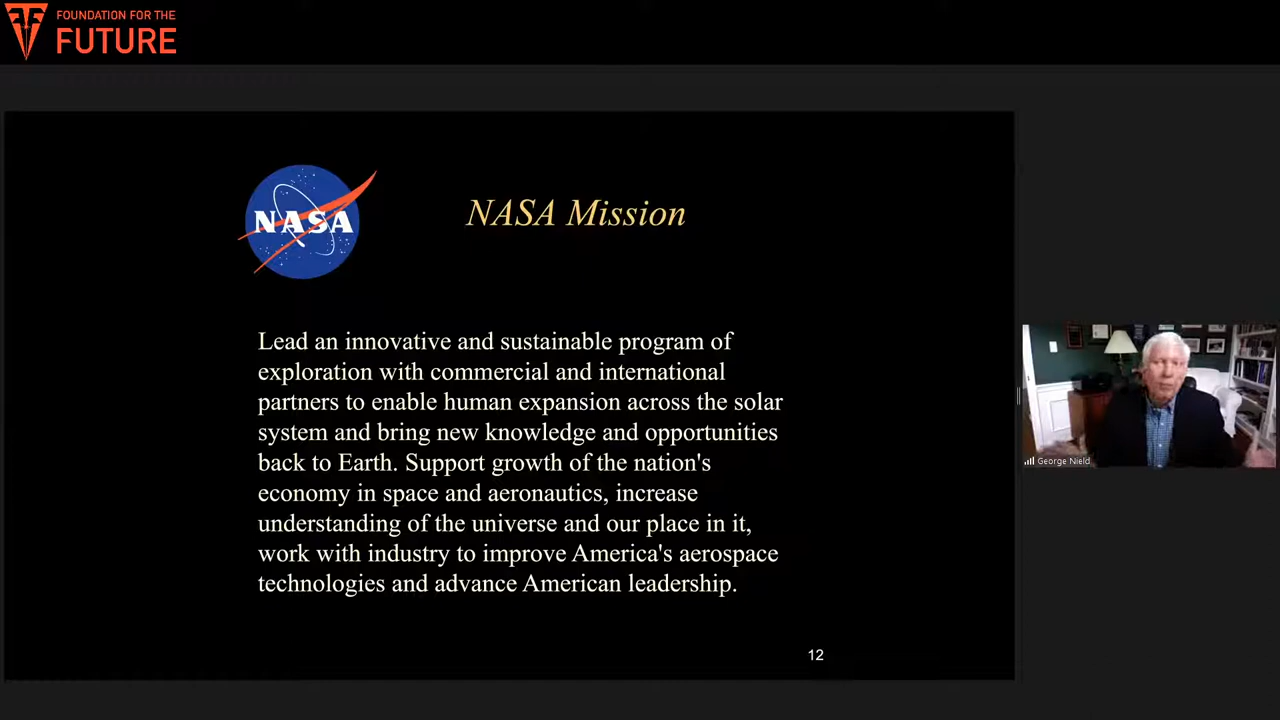 FOUNDATION FOR THE
FUTURE
NASA
NASA Mission
Lead an innovative and sustainable program of
exploration with commercial and international
partners to enable human expansion across the solar
system and bring new knowledge and opportunities
back to Earth. Support growth of the nation's
economy in space and aeronautics, increase
understanding of the universe and our place in it,
work with industry to improve America's aerospace
technologies and advance American leadership.
12
George Nield